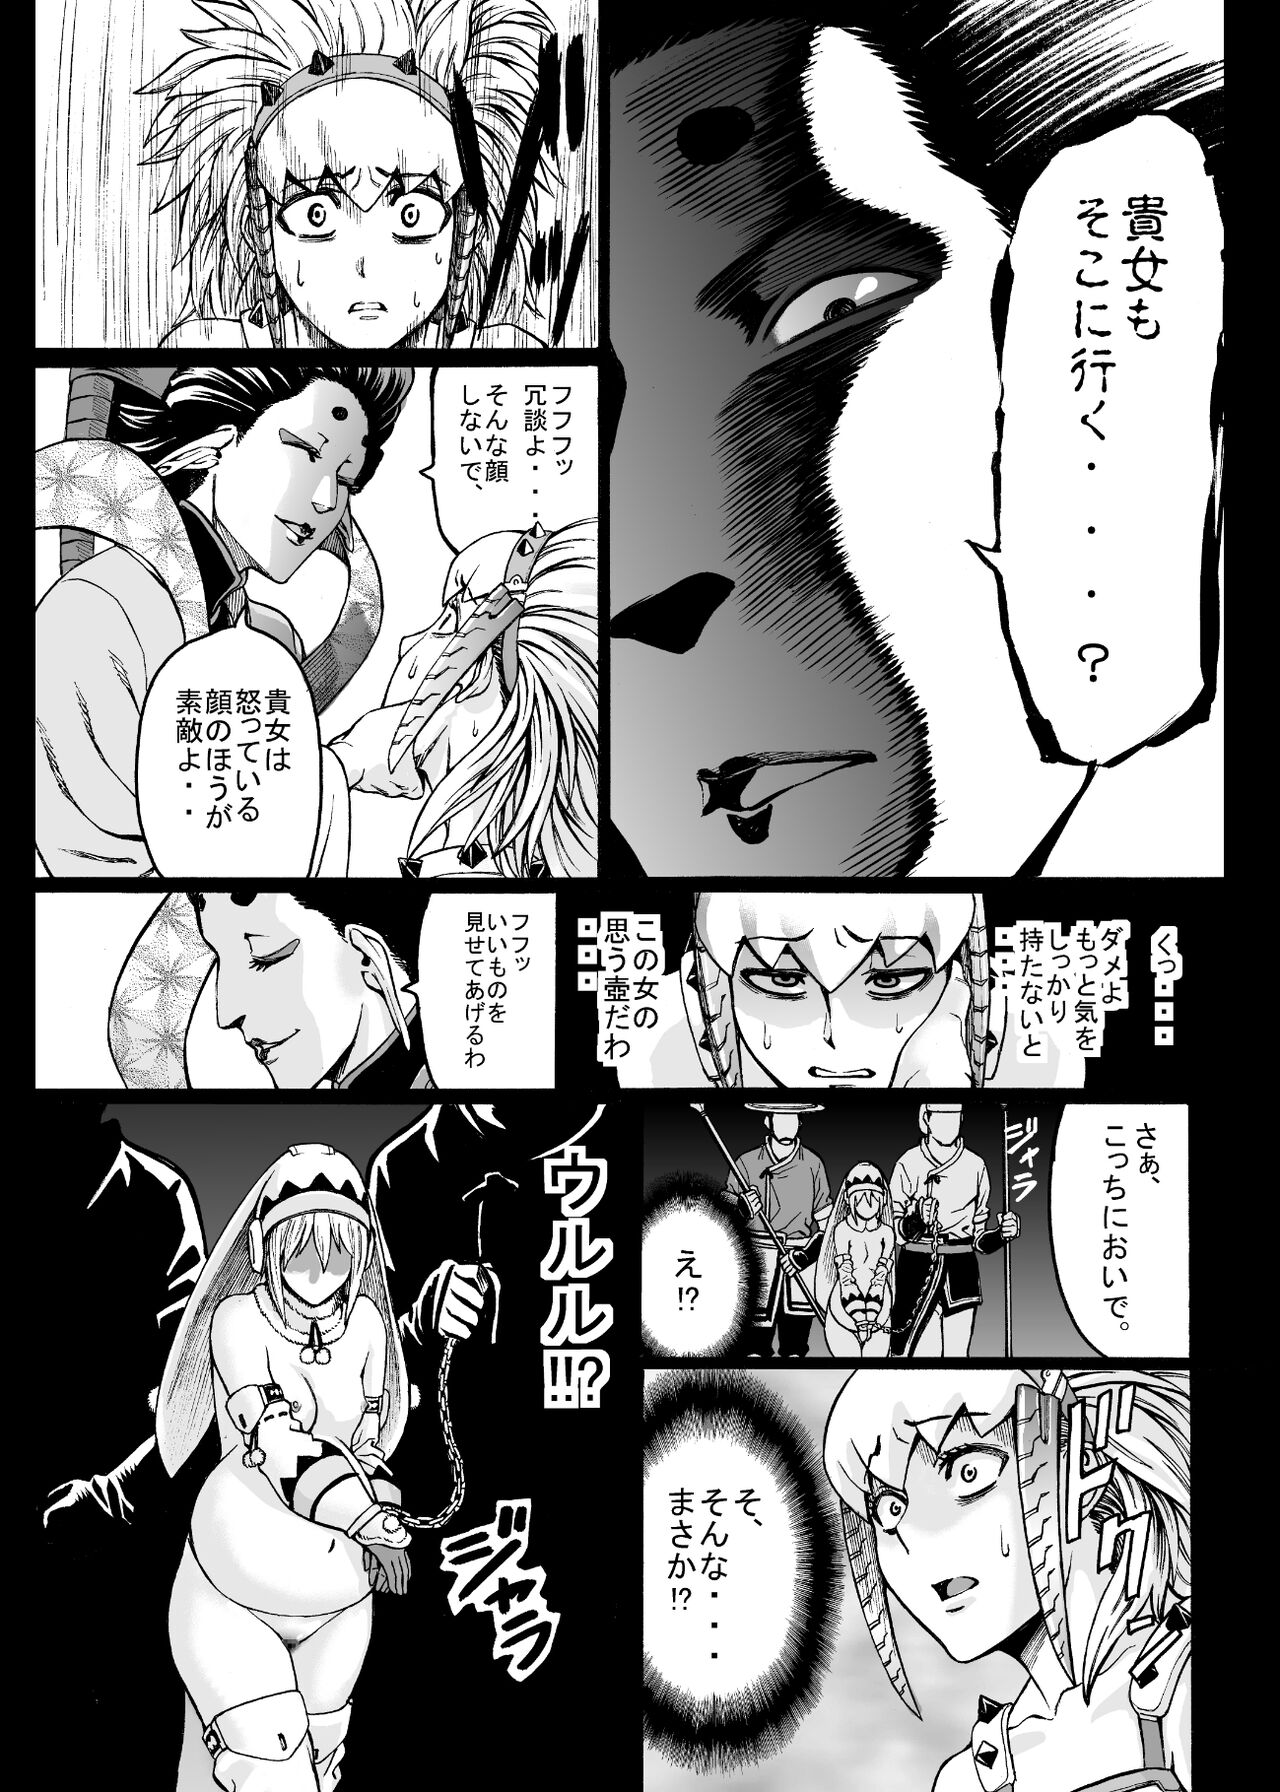 貴女も
そこに行く・・・・？
フフフッ
冗談よ・・・
そんな顔
しないで、
貴女は
怒っている
顔のほうが
素敵よ・・
くっ・・・・
ダメよ
もっと気を
しっかり
持たないと
・・・
この女の
思う壺だわ
・・・・・・
フフッ
いいものを
見せてあげるわ
さぁ、
こっちにおいで。
ジャラ
え!?
そ、
そんな・・・・
まさか!?
ドクン
ウルル!!?
ジャラ